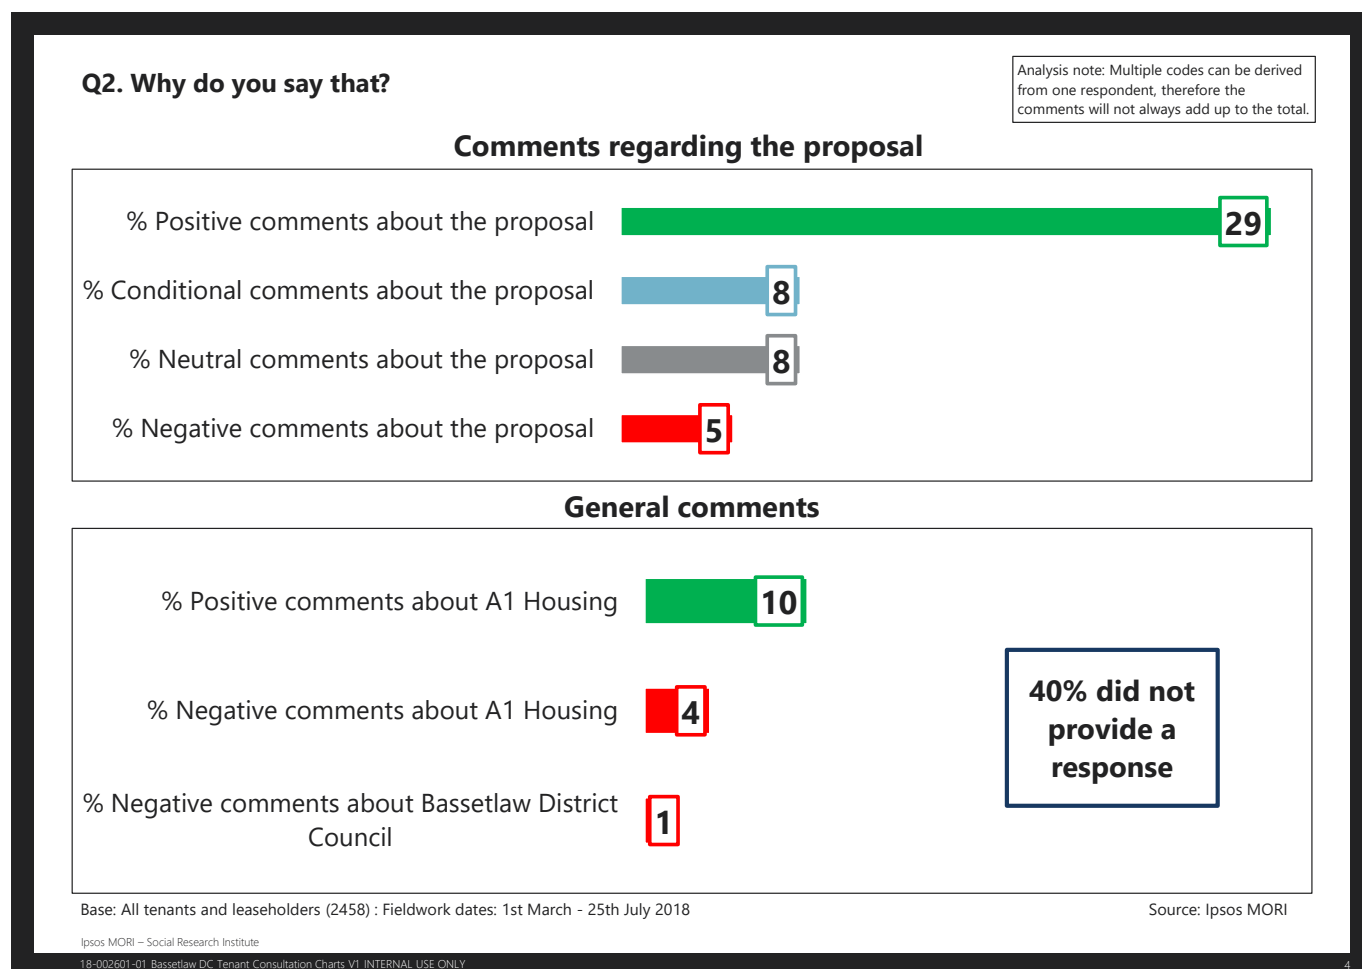 Q2. Why do you say that?
Analysis note: Multiple codes can be derived
from one respondent, therefore the
comments will not always add up to the total.
Comments regarding the proposal
% Positive comments about the proposal
29
% Conditional comments about the proposal
8
% Neutral comments about the proposal
8
% Negative comments about the proposal
5
General comments
% Positive comments about A1 Housing
10
% Negative comments about A1 Housing
4
% Negative comments about Bassetlaw District
Council
1
40% did not
provide a
response
Base: All tenants and leaseholders (2458) : Fieldwork dates: 1st March - 25th July 2018
Source: Ipsos MORI
Ipsos MORI – Social Research Institute
18-002601-01 Bassetlaw DC Tenant Consultation Charts V1 INTERNAL USE ONLY
4